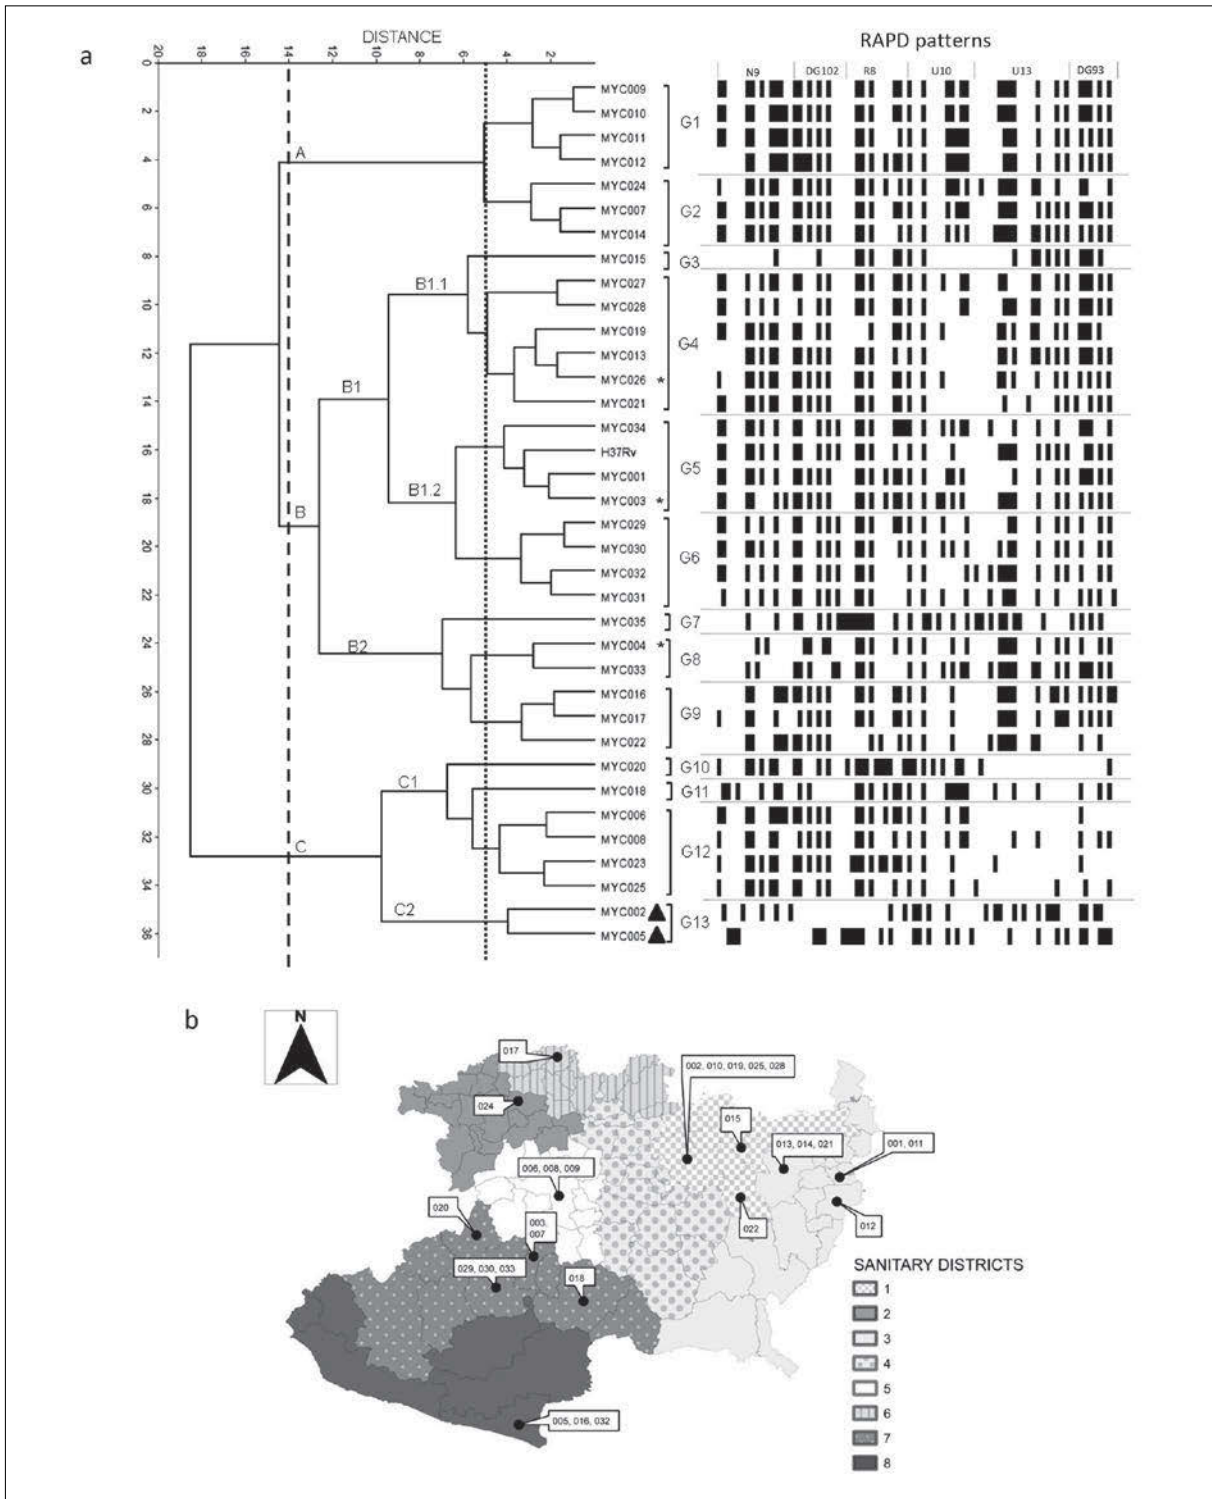 a
DISTANCE
RAPD patterns
20 18 16 14 12 10 8 6 4 2
N9 DG102 R8 U10 U13 DG93
0
2
4
6
8
10
12
14
16
18
20
22
24
26
28
30
32
34
36
A
B
B1
B1.1
B1.2
B2
C
C1
C2
MYC009
MYC010
MYC011
MYC012
G1
MYC024
MYC007
MYC014
G2
MYC015
G3
MYC027
MYC028
MYC019
MYC013
MYC026 *
MYC021
G4
MYC034
H37Rv
MYC001
MYC003 *
G5
MYC029
MYC030
MYC032
MYC031
G6
MYC035
G7
MYC004 *
MYC033
G8
MYC016
MYC017
MYC022
G9
MYC020
G10
MYC018
G11
MYC006
MYC008
MYC023
MYC025
G12
MYC002
MYC005
G13
b
N
017
002, 010, 019, 025, 028
024
015
013, 014, 021
001, 011
006, 008, 009
020
003,
007
022
012
029, 030, 033
018
005, 016, 032
SANITARY DISTRICTS
1
2
3
4
5
6
7
8